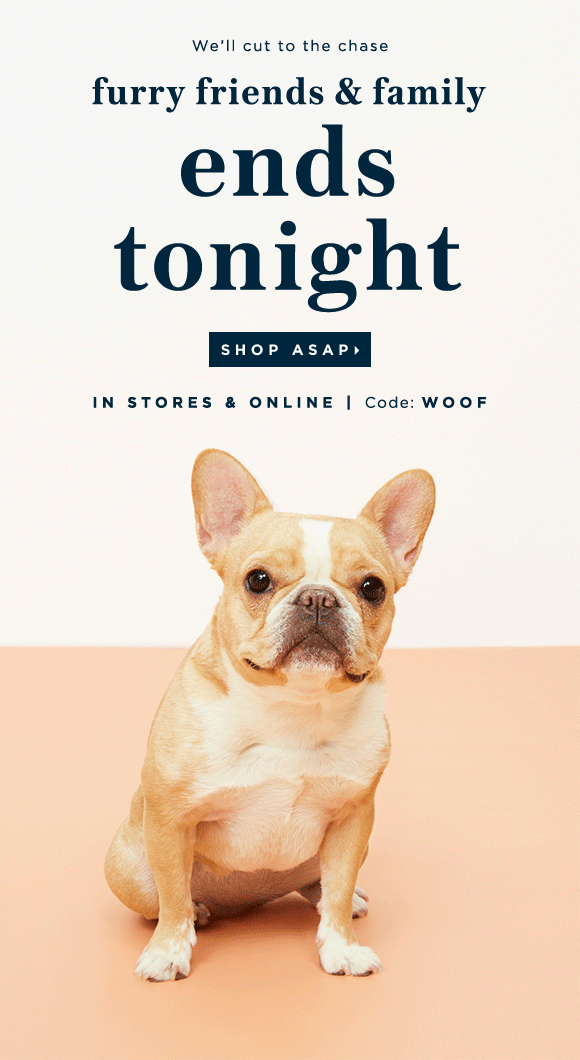 We'll cut to the chase
furry friends & family
ends
tonight
SHOP ASAP
IN STORES & ONLINE | Code: WOOF